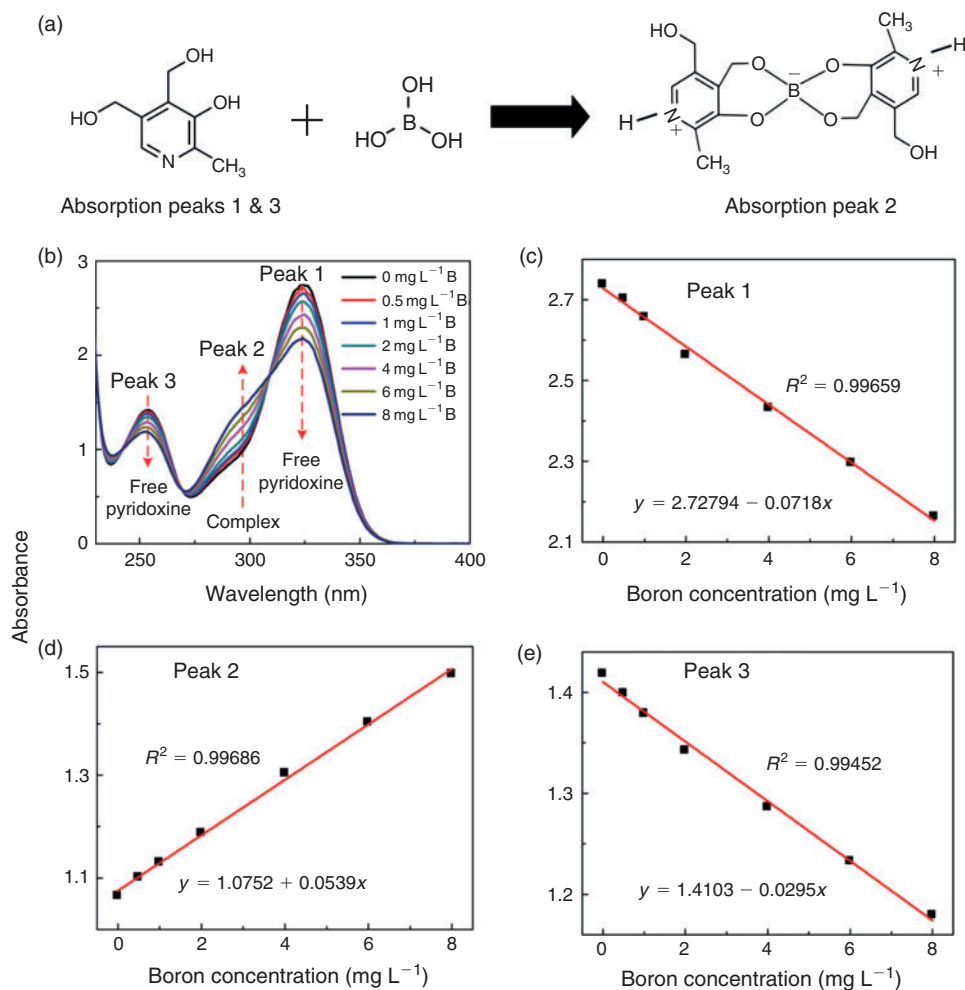 (a)
OH
HO
OH
N
CH₃
+
OH
B
HO
OH
HO
H
N
+
CH₃
O
O
B
−
O
O
CH₃
N
H
+
OH
Absorption peaks 1 & 3
Absorption peak 2
(b)
3
2
1
0
Peak 1
Peak 2
Peak 3
0 mg L⁻¹ B
0.5 mg L⁻¹ B
1 mg L⁻¹ B
2 mg L⁻¹ B
4 mg L⁻¹ B
6 mg L⁻¹ B
8 mg L⁻¹ B
Free
pyridoxine
Complex
Free
pyridoxine
250 300 350 400
Wavelength (nm)
Absorbance
(c)
Peak 1
2.7
2.5
2.3
2.1
R² = 0.99659
y = 2.72794 − 0.0718x
0 2 4 6 8
Boron concentration (mg L⁻¹)
(d)
Peak 2
1.5
1.3
1.1
R² = 0.99686
y = 1.0752 + 0.0539x
0 2 4 6 8
Boron concentration (mg L⁻¹)
(e)
Peak 3
1.4
1.3
1.2
R² = 0.99452
y = 1.4103 − 0.0295x
0 2 4 6 8
Boron concentration (mg L⁻¹)